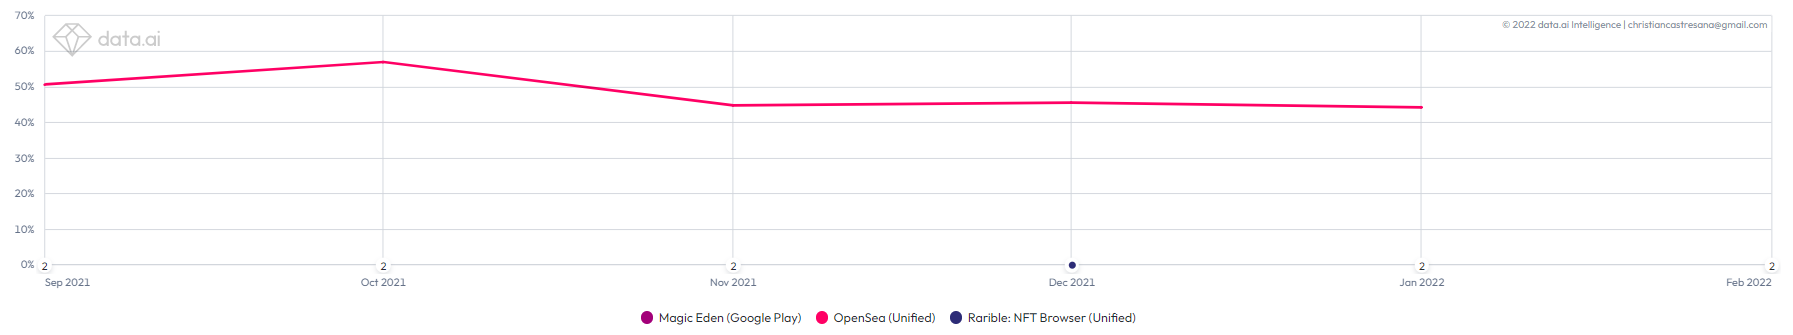 70%
© 2022 data.ai Intelligence | christiancastresana@gmail.com
data.ai
60%
50%
40%
30%
20%
10%
0%
2 2 2 2 2
Sep 2021 Oct 2021 Nov 2021 Dec 2021 Jan 2022 Feb 2022
Magic Eden (Google Play) OpenSea (Unified) Rarible: NFT Browser (Unified)